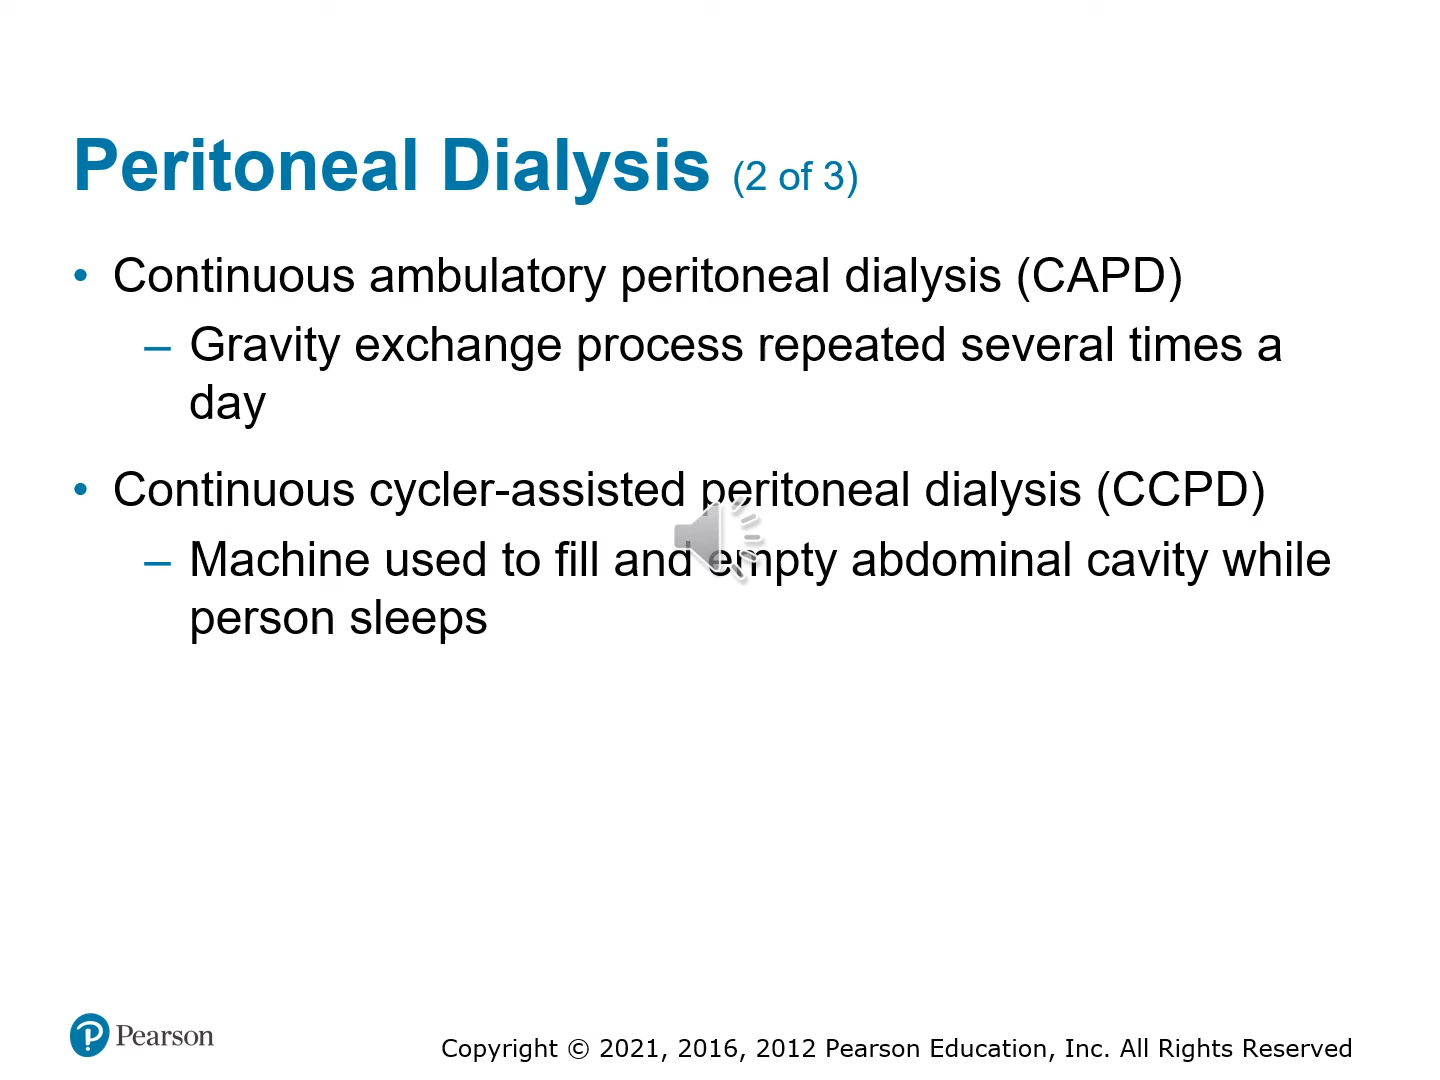 Peritoneal Dialysis (2 of 3)
• Continuous ambulatory peritoneal dialysis (CAPD)
– Gravity exchange process repeated several times a
day
• Continuous cycler-assisted peritoneal dialysis (CCPD)
– Machine used to fill and empty abdominal cavity while
person sleeps
Pearson
Copyright © 2021, 2016, 2012 Pearson Education, Inc. All Rights Reserved